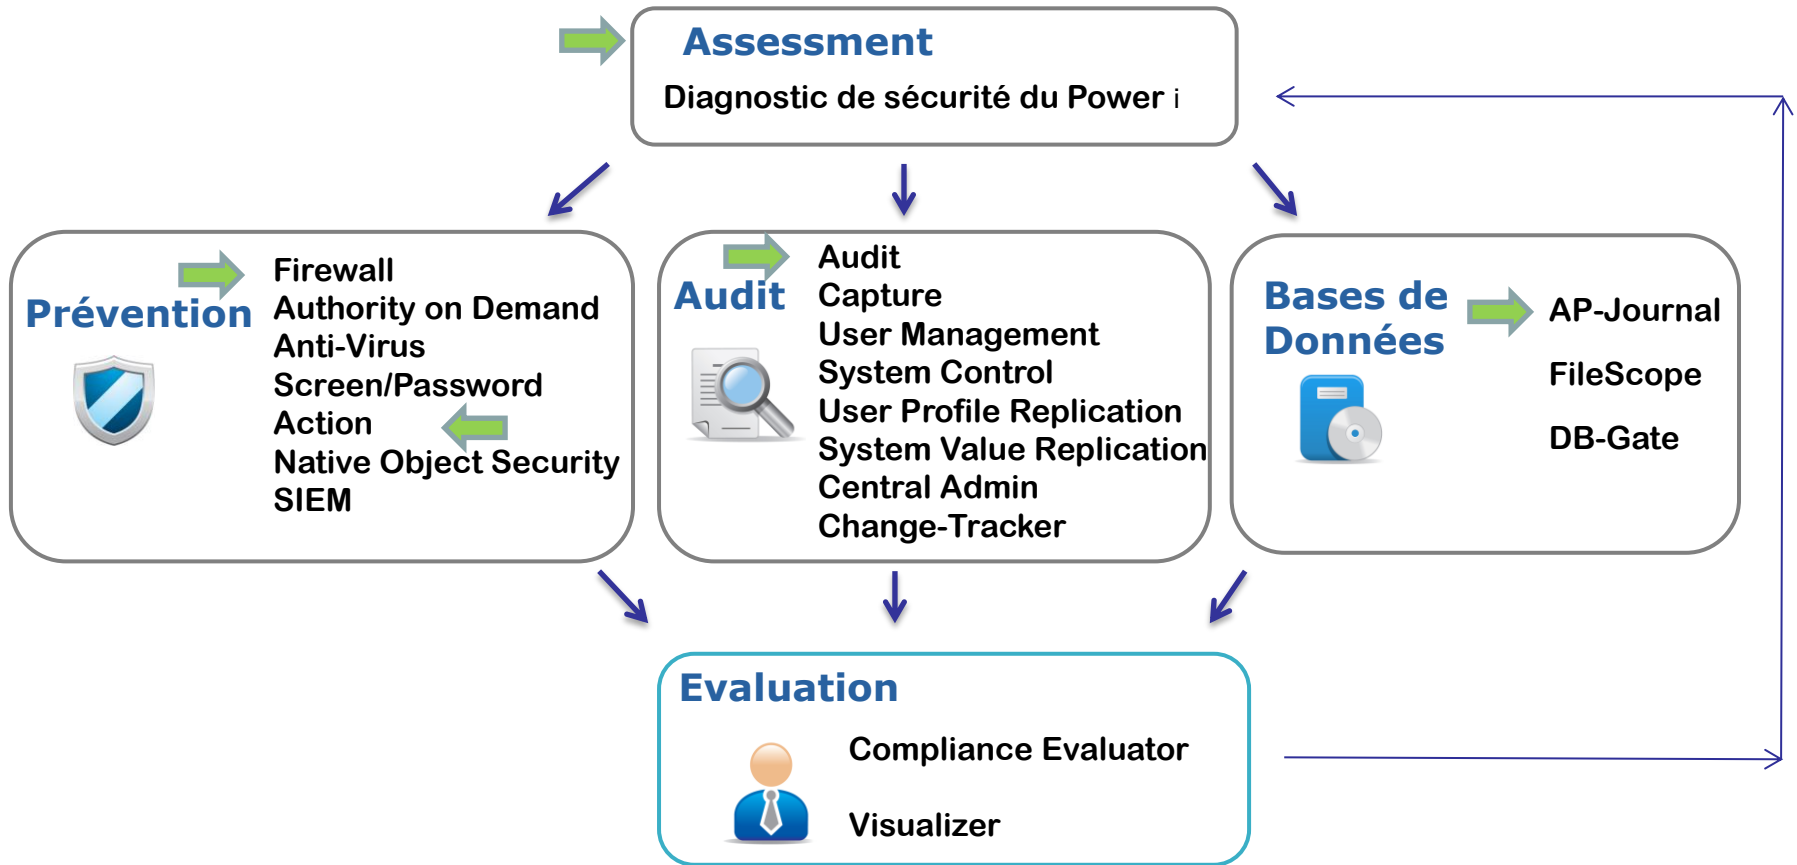 Assessment
Diagnostic de sécurité du Power i
Prévention
Firewall
Authority on Demand
Anti-Virus
Screen/Password
Action
Native Object Security
SIEM
Audit
Audit
Capture
User Management
System Control
User Profile Replication
System Value Replication
Central Admin
Change-Tracker
Bases de
Données
AP-Journal
FileScope
DB-Gate
Evaluation
Compliance Evaluator
Visualizer